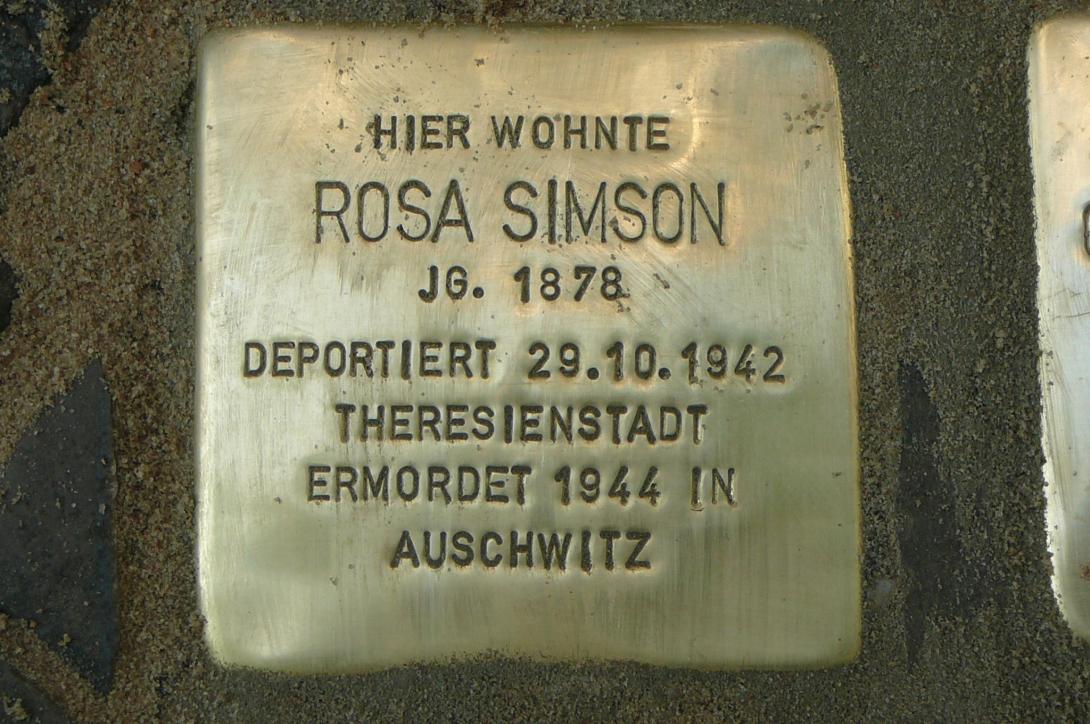 HIER WOHNTE
ROSA SIMSON
JG. 1878
DEPORTIERT 29.10.1942
THERESIENSTADT
ERMORDET 1944 IN
AUSCHWITZ